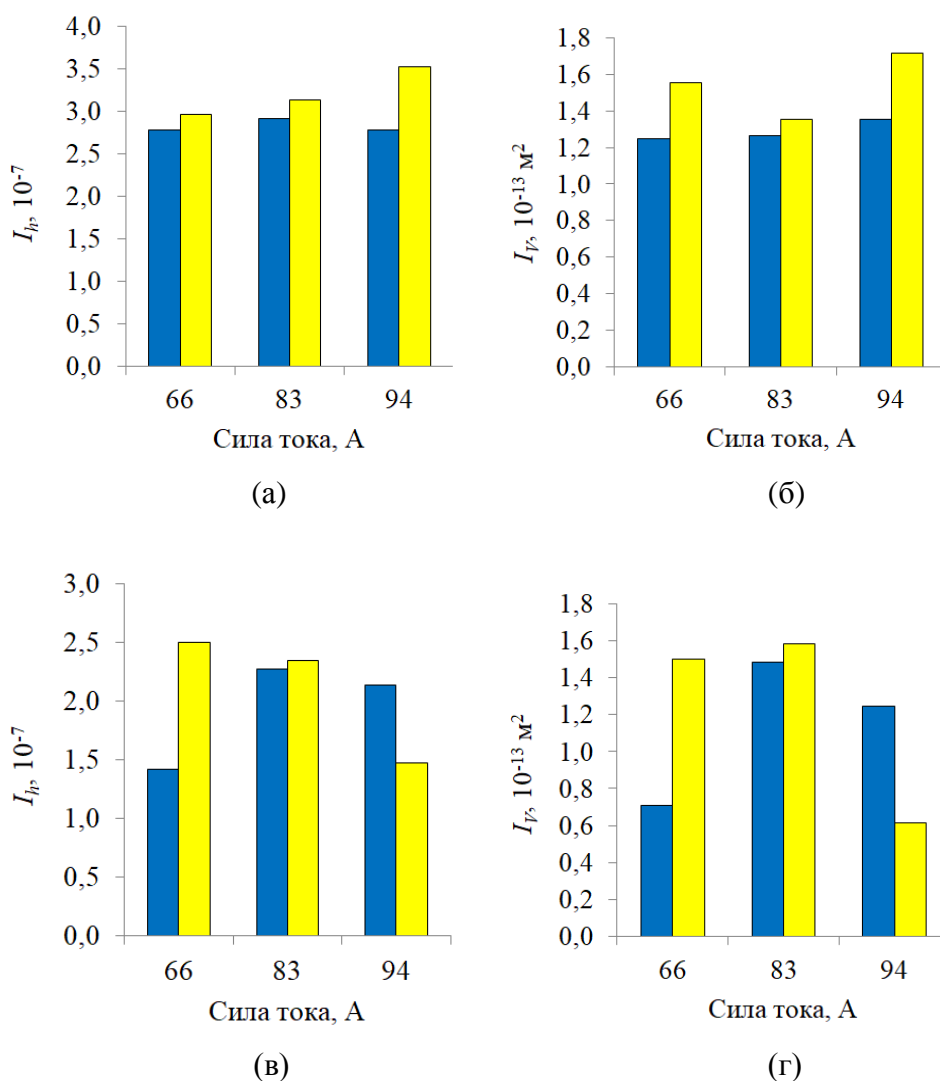 4,0
3,5
3,0
2,5
2,0
1,5
1,0
0,5
0,0
I_h, 10^-7
66 83 94
Сила тока, А
(а)
1,8
1,6
1,4
1,2
1,0
0,8
0,6
0,4
0,2
0,0
I_V, 10^-13 м^2
66 83 94
Сила тока, А
(б)
3,0
2,5
2,0
1,5
1,0
0,5
0,0
I_h, 10^-7
66 83 94
Сила тока, А
(в)
1,8
1,6
1,4
1,2
1,0
0,8
0,6
0,4
0,2
0,0
I_V, 10^-13 м^2
66 83 94
Сила тока, А
(г)